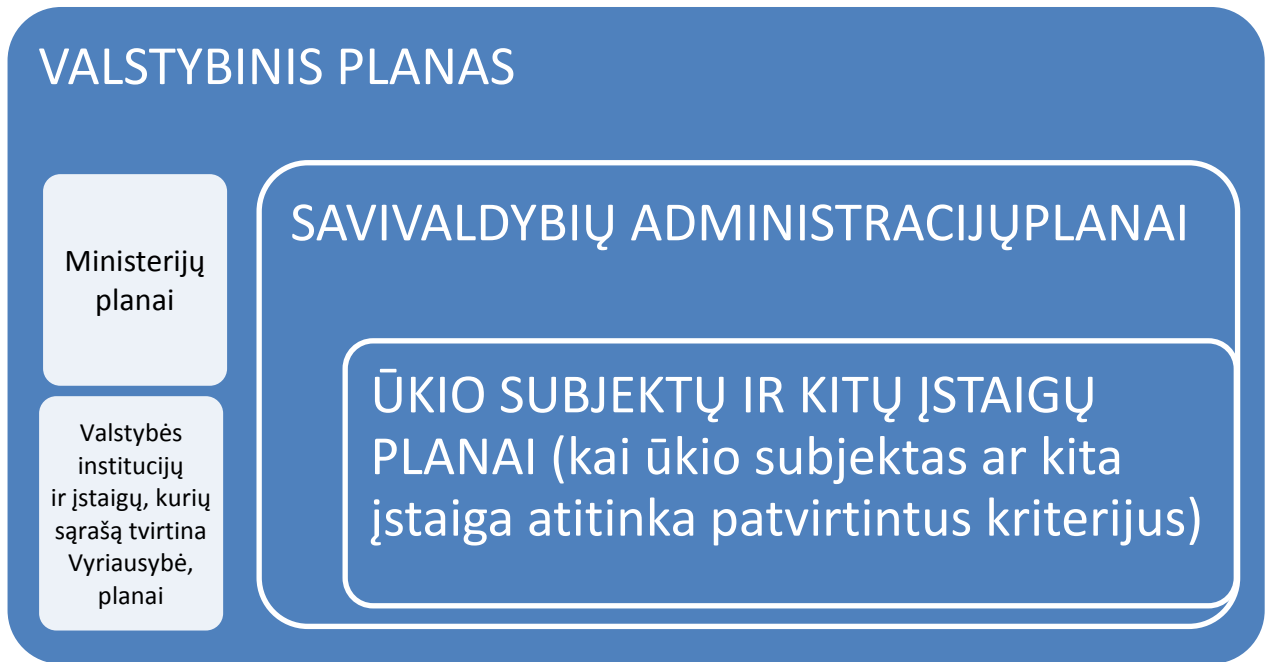 VALSTYBINIS PLANAS
Ministerijų
planai
Valstybės
institucijų
ir įstaigų, kurių
sąrašą tvirtina
Vyriausybė,
planai
SAVIVALDYBIŲ ADMINISTRACIJŲPLANAI
ŪKIO SUBJEKTŲ IR KITŲ ĮSTAIGŲ
PLANAI (kai ūkio subjektas ar kita
įstaiga atitinka patvirtintus kriterijus)